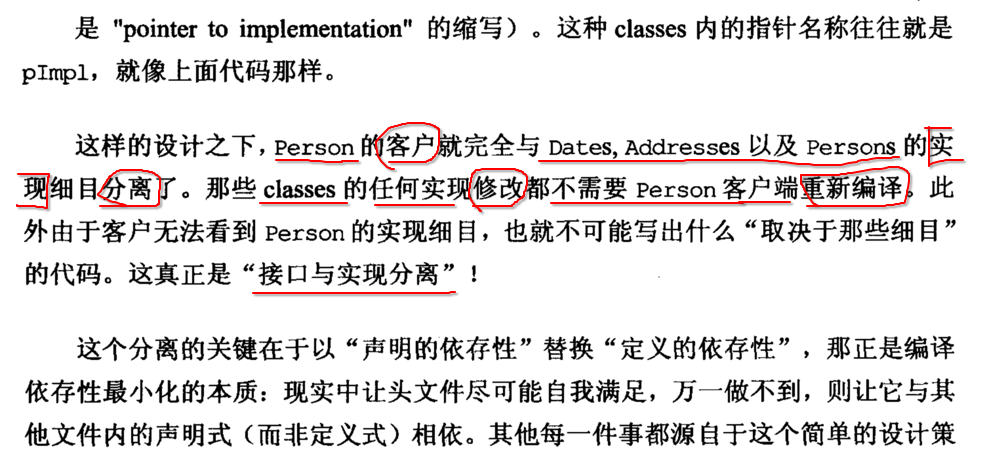 是 "pointer to implementation" 的缩写）。这种 classes 内的指针名称往往就是
pImpl，就像上面代码那样。
这样的设计之下，Person 的客户就完全与 Dates, Addresses 以及 Persons 的实
现细目分离了。那些 classes 的任何实现修改都不需要 Person 客户端重新编译。此
外由于客户无法看到 Person 的实现细目，也就不可能写出什么“取决于那些细目”
的代码。这真正是“接口与实现分离”！
这个分离的关键在于以“声明的依存性”替换“定义的依存性”，那正是编译
依存性最小化的本质：现实中让头文件尽可能自我满足，万一做不到，则让它与其
他文件内的声明式（而非定义式）相依。其他每一件事都源自于这个简单的设计策